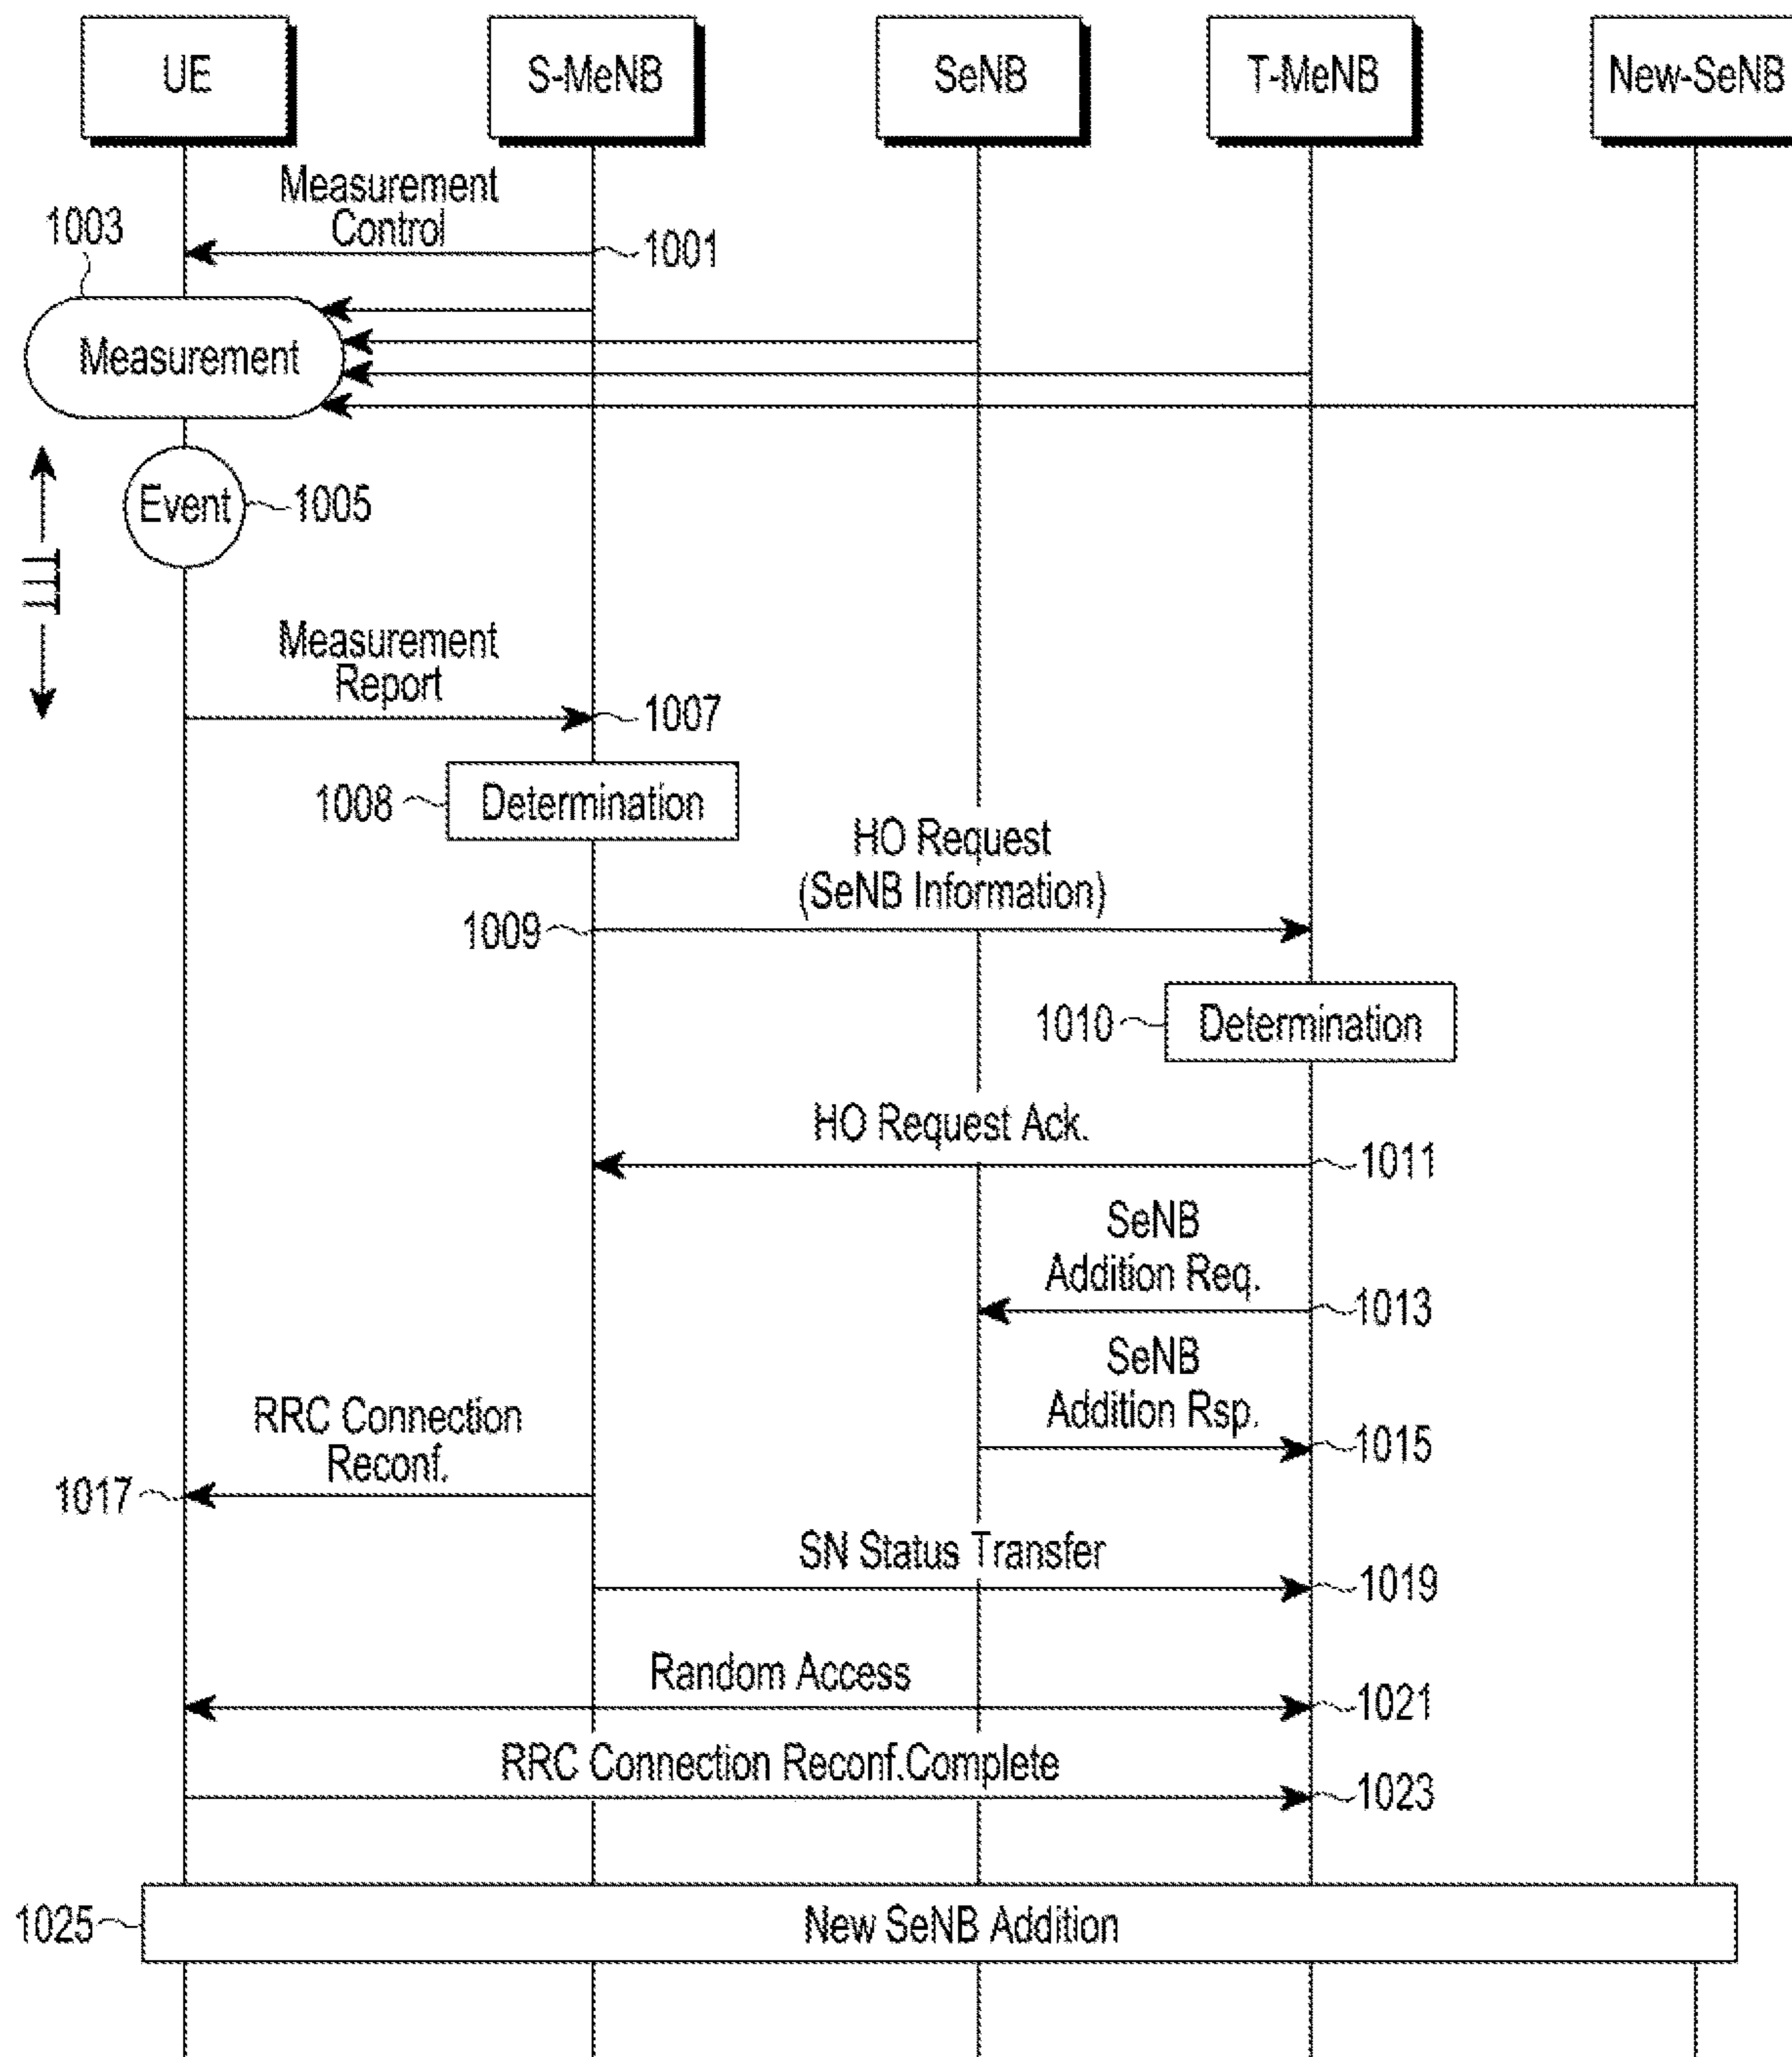 UE
S-MeNB
SeNB
T-MeNB
New-SeNB
Measurement
Control
1003
1001
Measurement
Event
1005
TTT
Measurement
Report
1007
1008
Determination
HO Request
(SeNB Information)
1009
1010
Determination
HO Request Ack.
1011
SeNB
Addition Req.
1013
SeNB
Addition Rsp.
1015
RRC Connection
Reconf.
1017
SN Status Transfer
1019
Random Access
1021
RRC Connection Reconf.Complete
1023
1025
New SeNB Addition